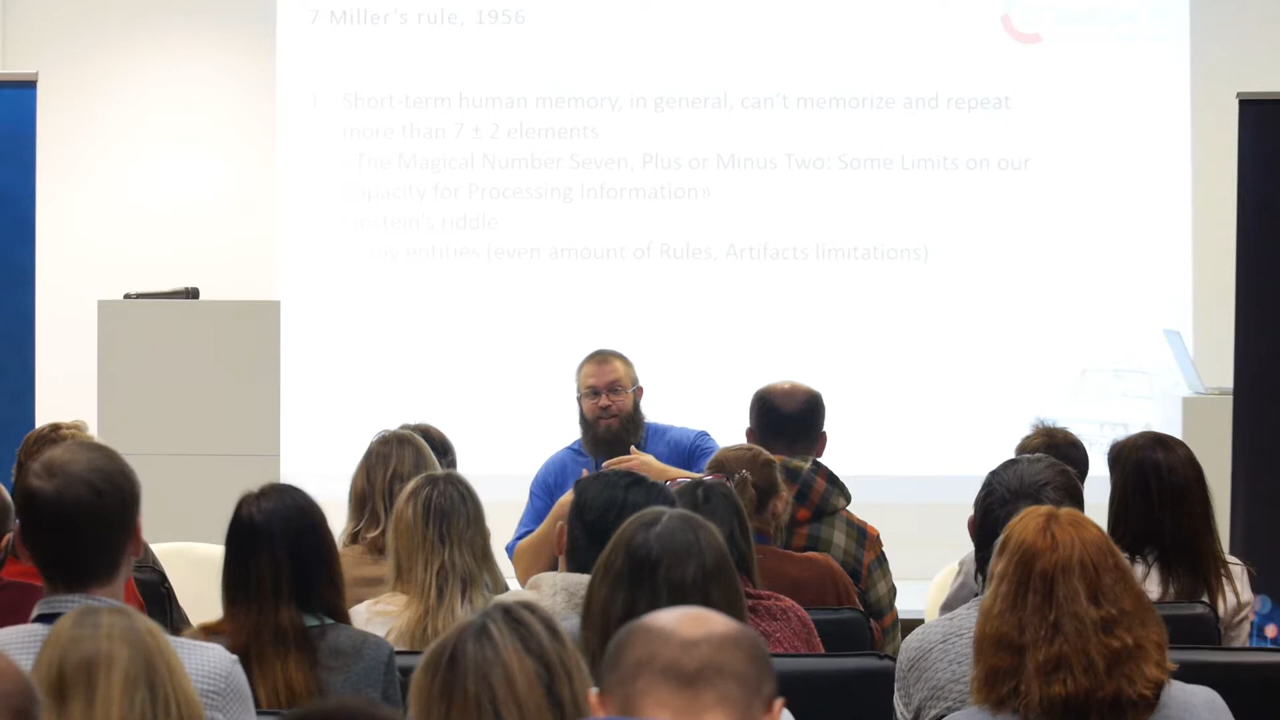 7 Miller's rule, 1956
1 Short-term human memory, in general, can't memorize and repeat
more than 7 ± 2 elements
The Magical Number Seven, Plus or Minus Two: Some Limits on our
for Processing Information»
riddle
entities (even amount of Rules, Artifacts limitations)